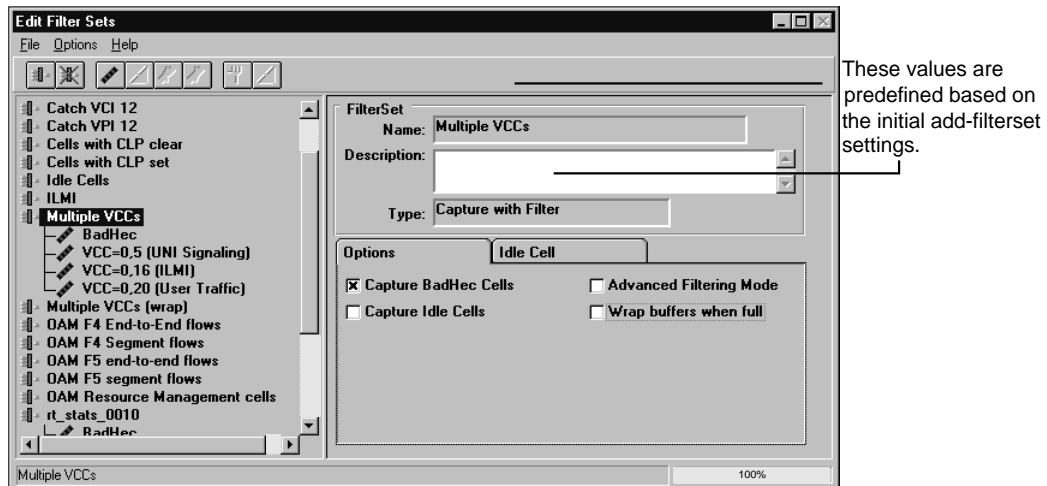 Edit Filter Sets
File Options Help
Catch VCI 12
Catch VPI 12
Cells with CLP clear
Cells with CLP set
Idle Cells
ILMI
Multiple VCCs
BadHec
VCC=0,5 (UNI Signaling)
VCC=0,16 (ILMI)
VCC=0,20 (User Traffic)
Multiple VCCs (wrap)
OAM F4 End-to-End flows
OAM F4 Segment flows
OAM F5 end-to-end flows
OAM F5 segment flows
OAM Resource Management cells
rt_stats_0010
BadHec
FilterSet
Name: Multiple VCCs
Description:
Type: Capture with Filter
Options Idle Cell
Capture BadHec Cells Advanced Filtering Mode
Capture Idle Cells Wrap buffers when full
Multiple VCCs 100%
These values are
predefined based on
the initial add-filterset
settings.